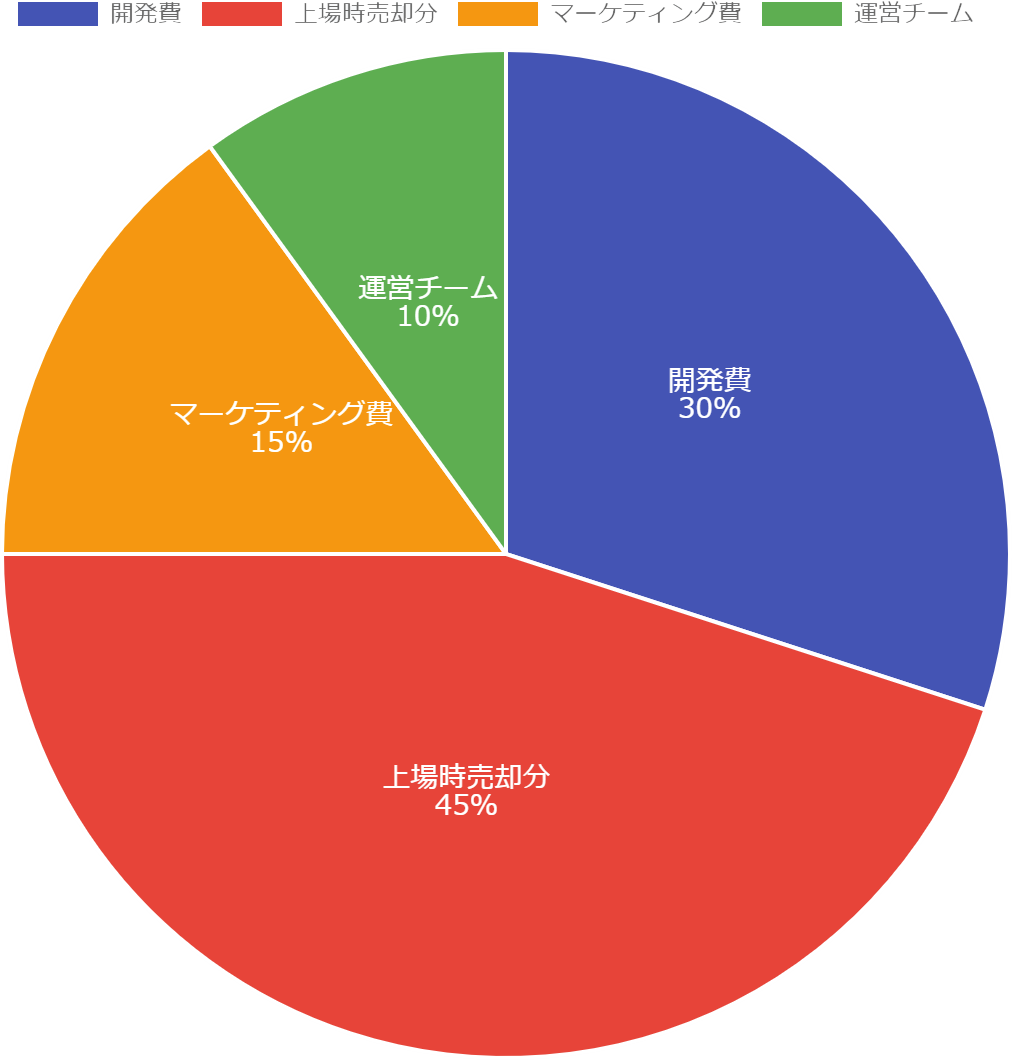 開発費 上場時売却分 マーケティング費 運営チーム
運営チーム
10%
開発費
30%
マーケティング費
15%
上場時売却分
45%